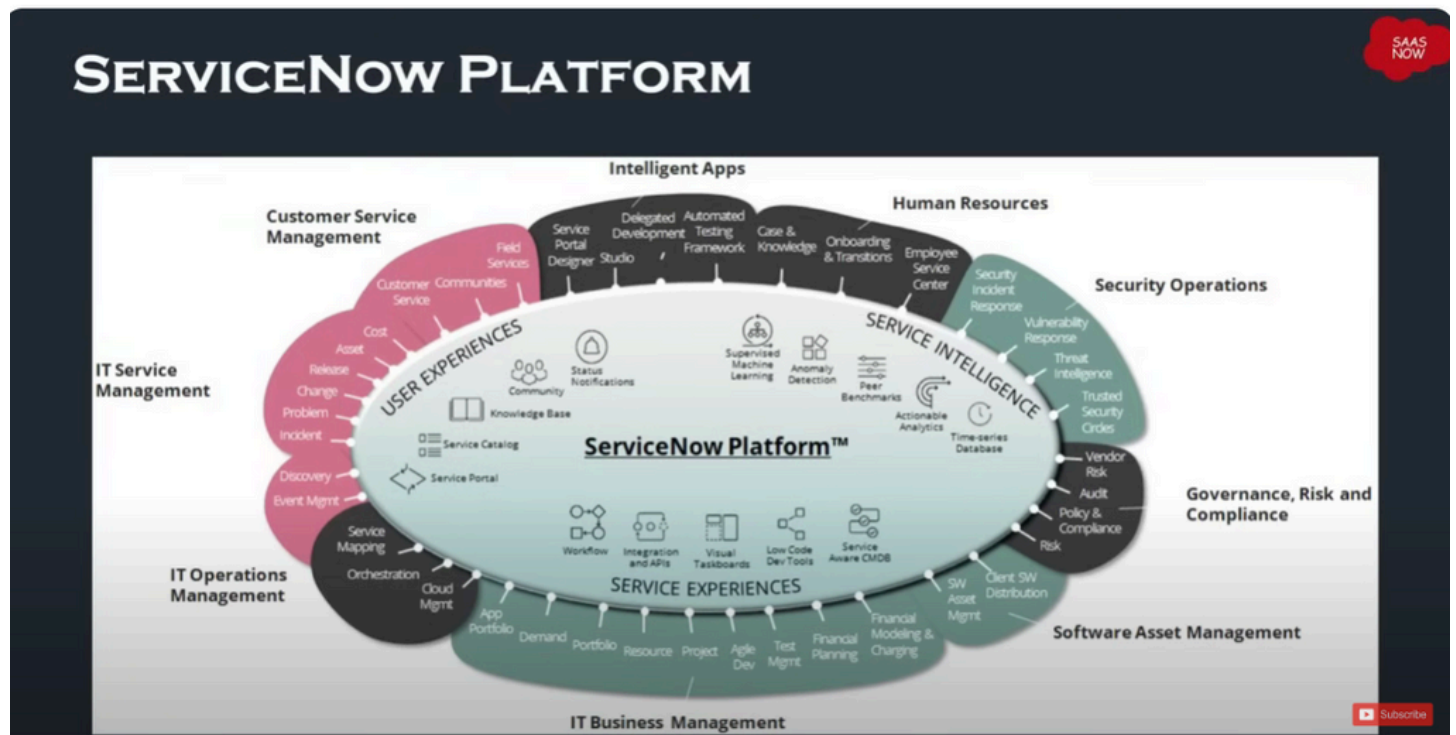 SERVICENOW PLATFORM
SAAS
NOW
Intelligent Apps
Human Resources
Customer Service
Management
Security Operations
IT Service
Management
Governance, Risk and
Compliance
IT Operations
Management
Software Asset Management
IT Business Management
Field
Services
Communities
Customer
Service
Service
Portal
Designer
Studio
Delegated
Development
Automated
Testing
Framework
Case &
Knowledge
Onboarding
& Transitions
Employee
Service
Center
Security
Incident
Response
Vulnerability
Response
Threat
Intelligence
Trusted
Security
Circles
Vendor
Risk
Audit
Policy &
Compliance
Risk
Client SW
Distribution
SW
Asset
Mgmt
Financial
Modeling &
Charging
Financial
Planning
Test
Mgmt
Agile
Dev
Project
Resource
Portfolio
Demand
App
Portfolio
Cloud
Mgmt
Orchestration
Service
Mapping
Event Mgmt
Discovery
Incident
Problem
Change
Release
Asset
Cost
USER EXPERIENCES
SERVICE INTELLIGENCE
Status
Notifications
Community
Knowledge Base
Service Catalog
Service Portal
Supervised
Machine
Learning
Anomaly
Detection
Peer
Benchmarks
Actionable
Analytics
Time-series
Database
ServiceNow Platform™
Workflow
Integration
and APIs
Visual
Taskboards
Low Code
Dev Tools
Service
Aware CMDB
SERVICE EXPERIENCES
Subscribe